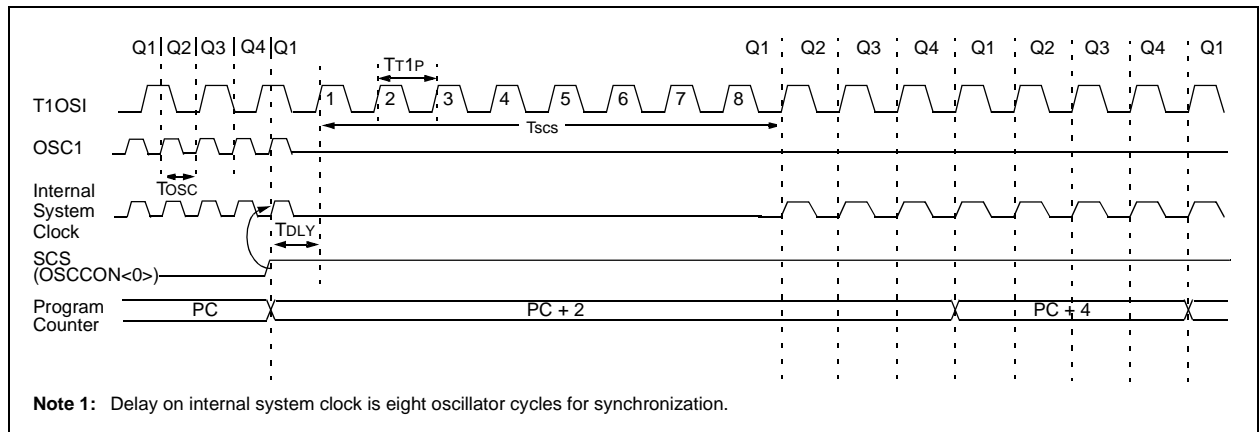 Q1 Q2 Q3 Q4 Q1 Q1 Q2 Q3 Q4 Q1 Q2 Q3 Q4 Q1
TT1P
T1OSI
1 2 3 4 5 6 7 8
TSCS
OSC1
TOSC
Internal
System
Clock
TDLY
SCS
(OSCCON<0>)
Program
Counter
PC PC + 2 PC + 4
Note 1: Delay on internal system clock is eight oscillator cycles for synchronization.